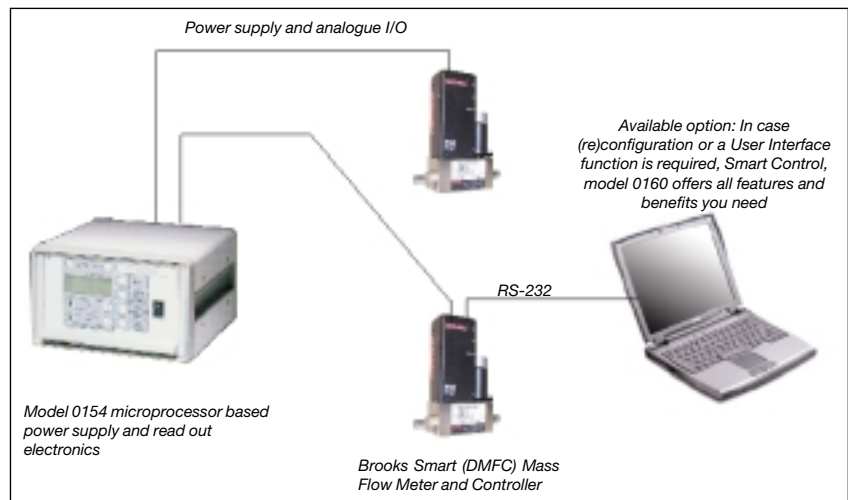 Power supply and analogue I/O
Available option: In case
(re)configuration or a User Interface
function is required, Smart Control,
model 0160 offers all features and
benefits you need
RS-232
Model 0154 microprocessor based
power supply and read out
electronics
Brooks Smart (DMFC) Mass
Flow Meter and Controller